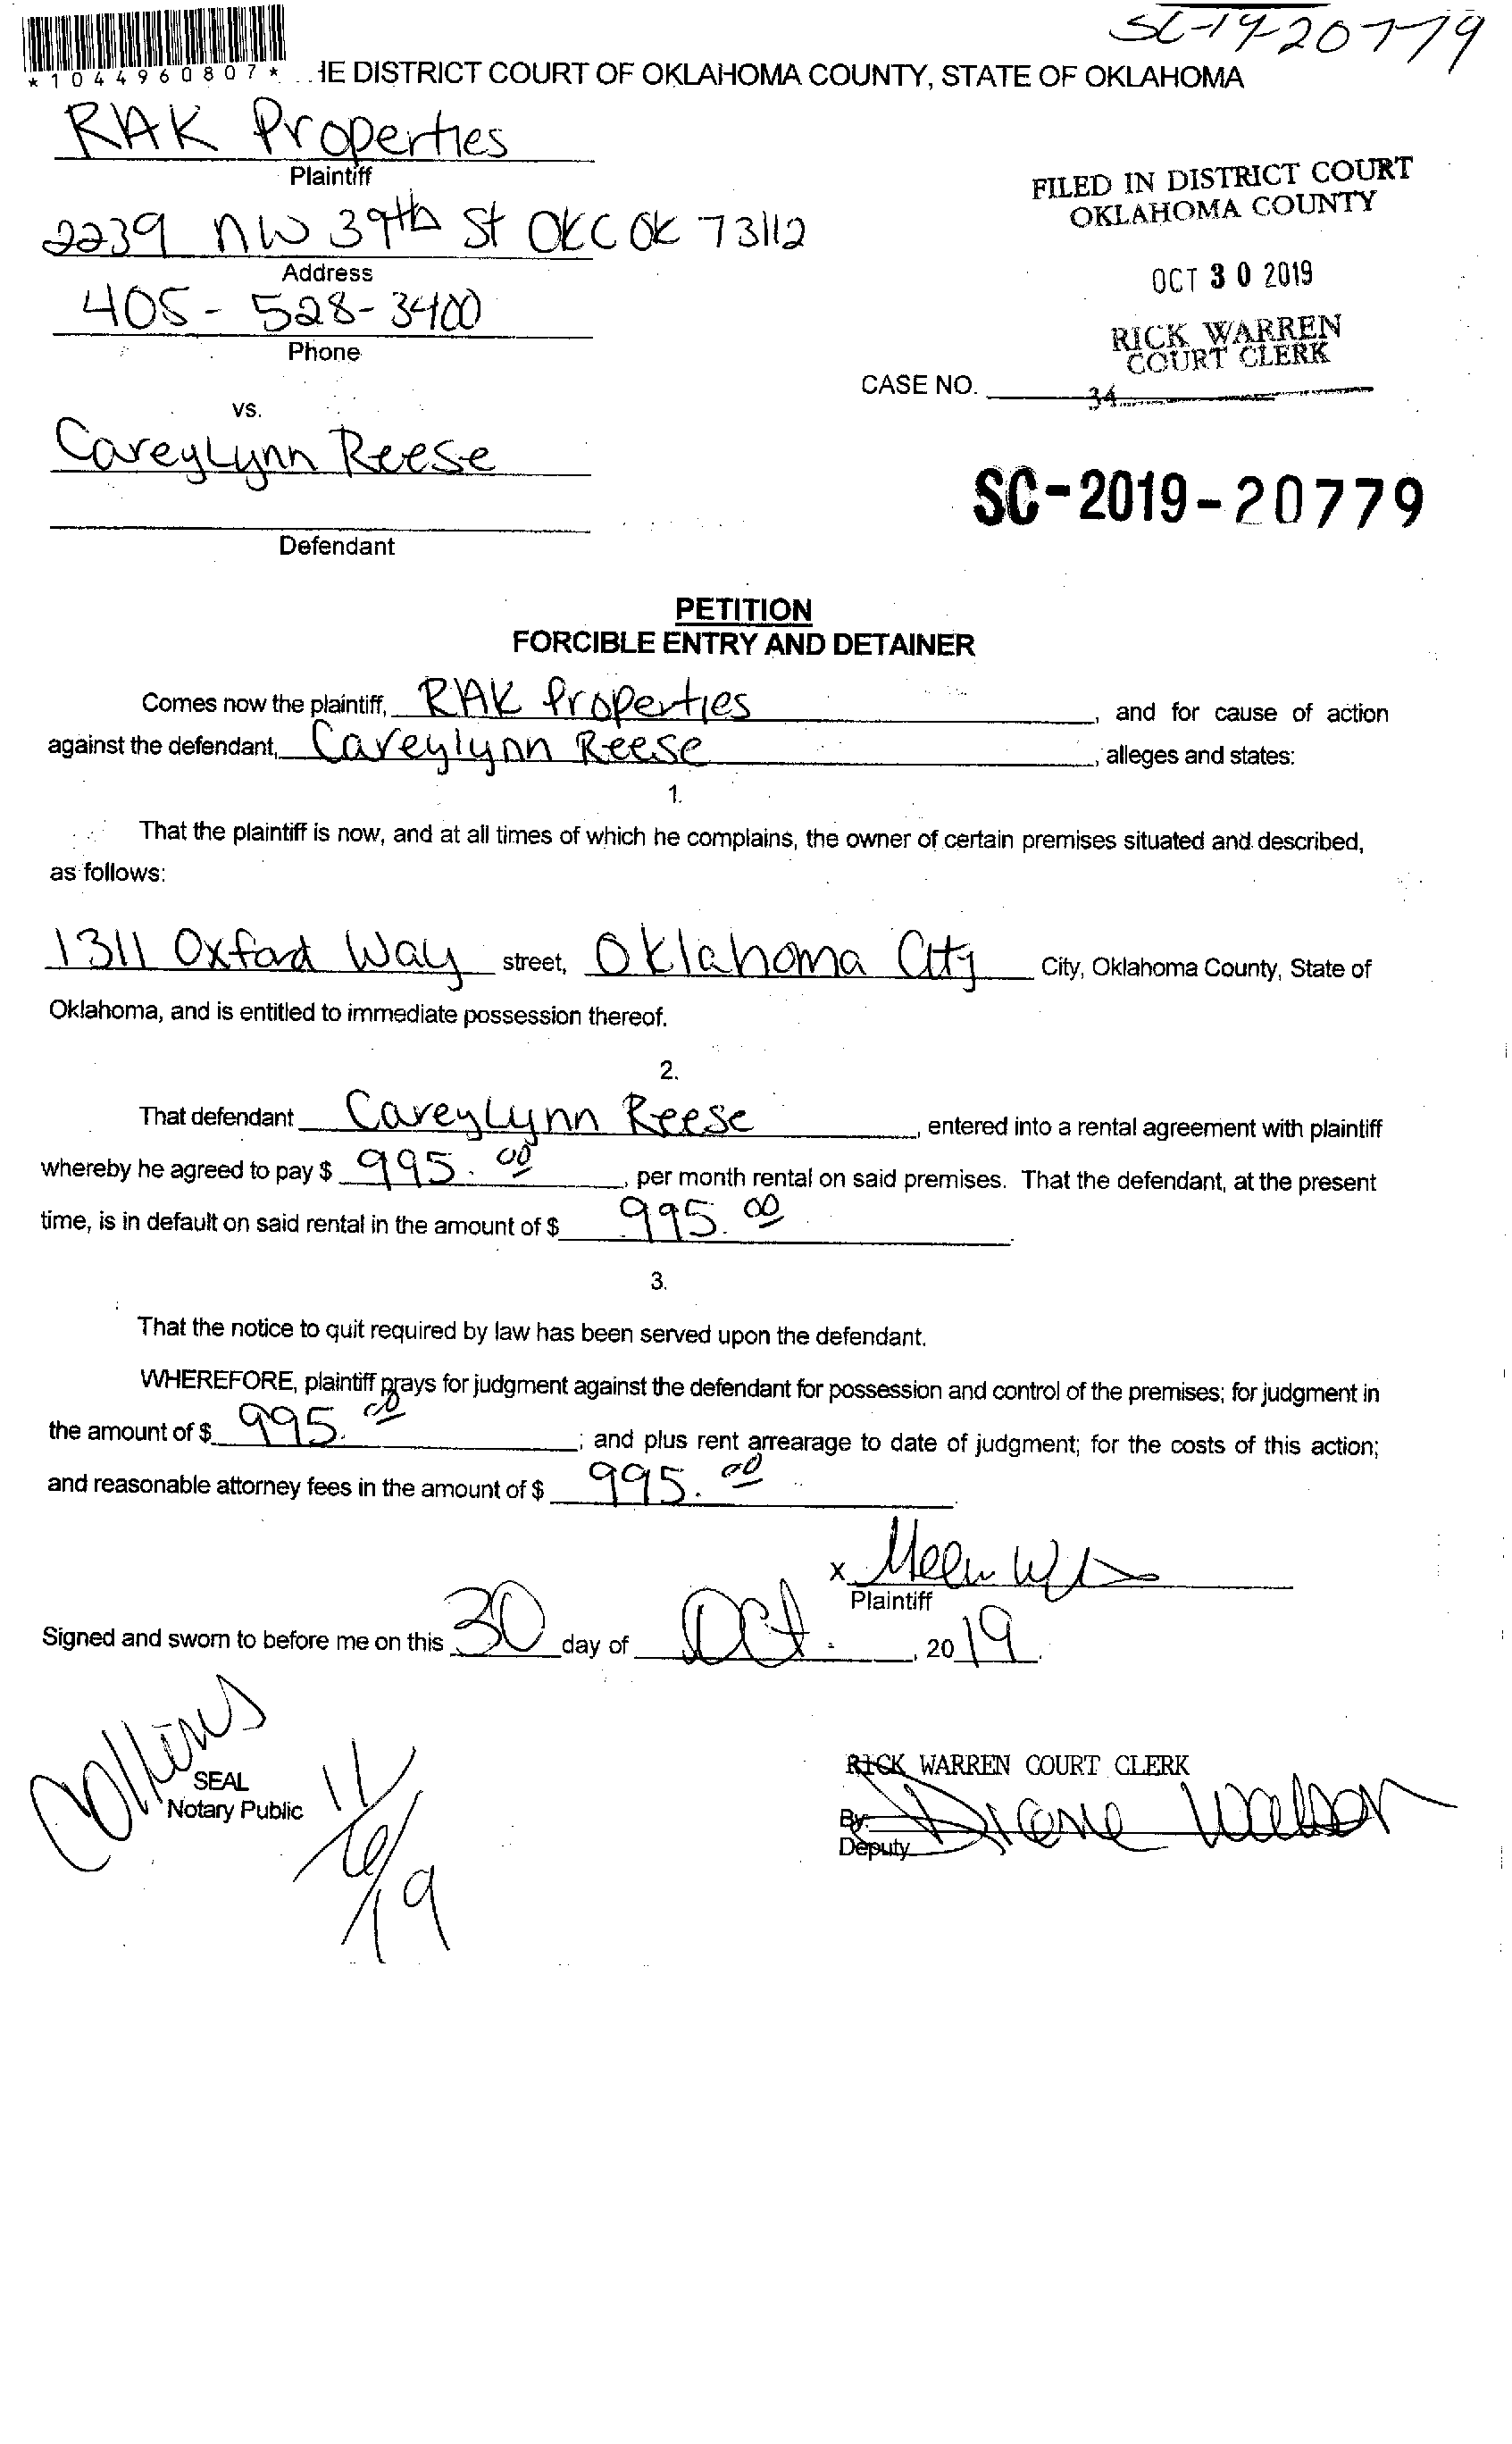 SC-19-20779
*1044960807* IE DISTRICT COURT OF OKLAHOMA COUNTY, STATE OF OKLAHOMA
RAK Properties
Plaintiff
FILED IN DISTRICT COURT
OKLAHOMA COUNTY
2239 NW 39th St OKC OK 73112
Address
OCT 30 2019
405-528-3400
Phone
RICK WARREN
COURT CLERK
CASE NO.
34
vs.
CareyLynn Reese
SC-2019-20779
Defendant
PETITION
FORCIBLE ENTRY AND DETAINER
Comes now the plaintiff, RAK Properties, and for cause of action
against the defendant, Careylynn Reese, alleges and states:
1.
That the plaintiff is now, and at all times of which he complains, the owner of certain premises situated and described,
as follows:
1311 Oxford Way street, Oklahoma City City, Oklahoma County, State of
Oklahoma, and is entitled to immediate possession thereof.
2.
That defendant CareyLynn Reese, entered into a rental agreement with plaintiff
whereby he agreed to pay $ 995.00, per month rental on said premises. That the defendant, at the present
time, is in default on said rental in the amount of $ 995.00
3.
That the notice to quit required by law has been served upon the defendant.
WHEREFORE, plaintiff prays for judgment against the defendant for possession and control of the premises; for judgment in
the amount of $ 995.00; and plus rent arrearage to date of judgment; for the costs of this action;
and reasonable attorney fees in the amount of $ 995.00
x
Plaintiff
Signed and sworn to before me on this 30 day of Oct., 2019.
Collins
SEAL
Notary Public
RICK WARREN COURT CLERK
By: Diane Walson
Deputy